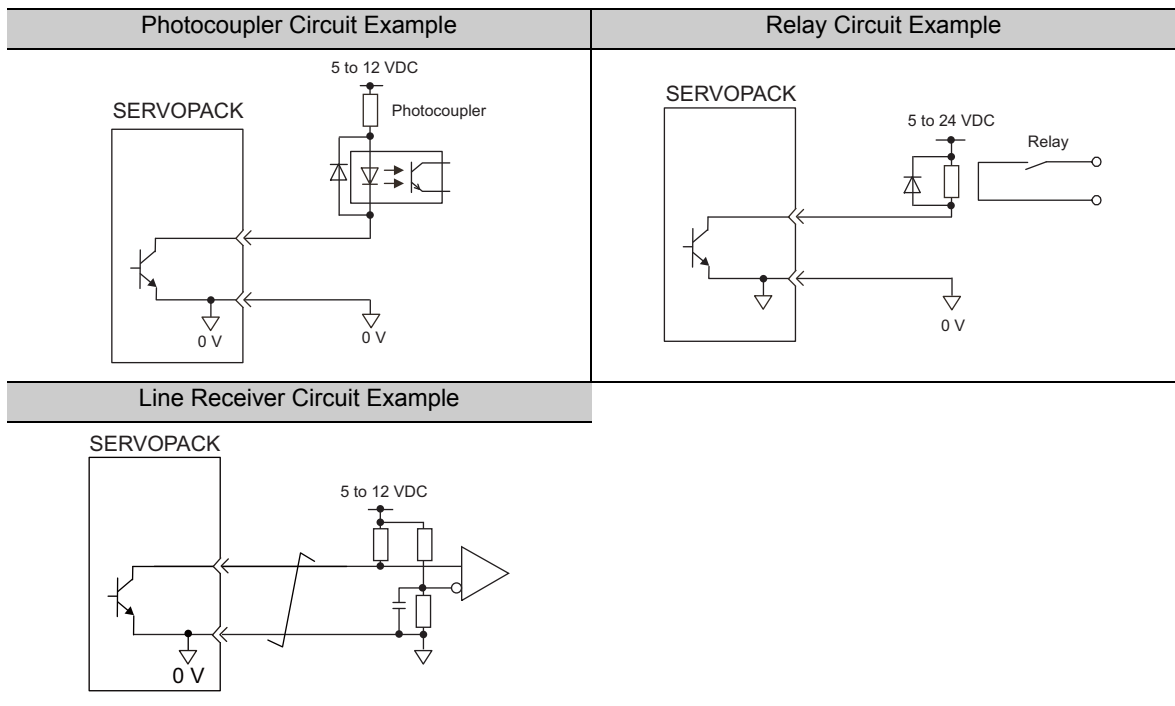 Photocoupler Circuit Example
5 to 12 VDC
SERVOPACK
Photocoupler
0 V
0 V
Relay Circuit Example
SERVOPACK
5 to 24 VDC
Relay
0 V
Line Receiver Circuit Example
SERVOPACK
5 to 12 VDC
0 V